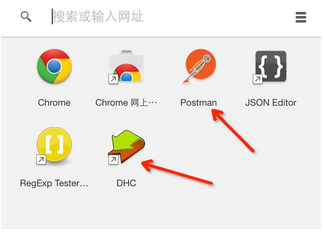 搜索或输入网址
Chrome
Chrome 网上…
Postman
JSON Editor
RegExp Tester…
DHC